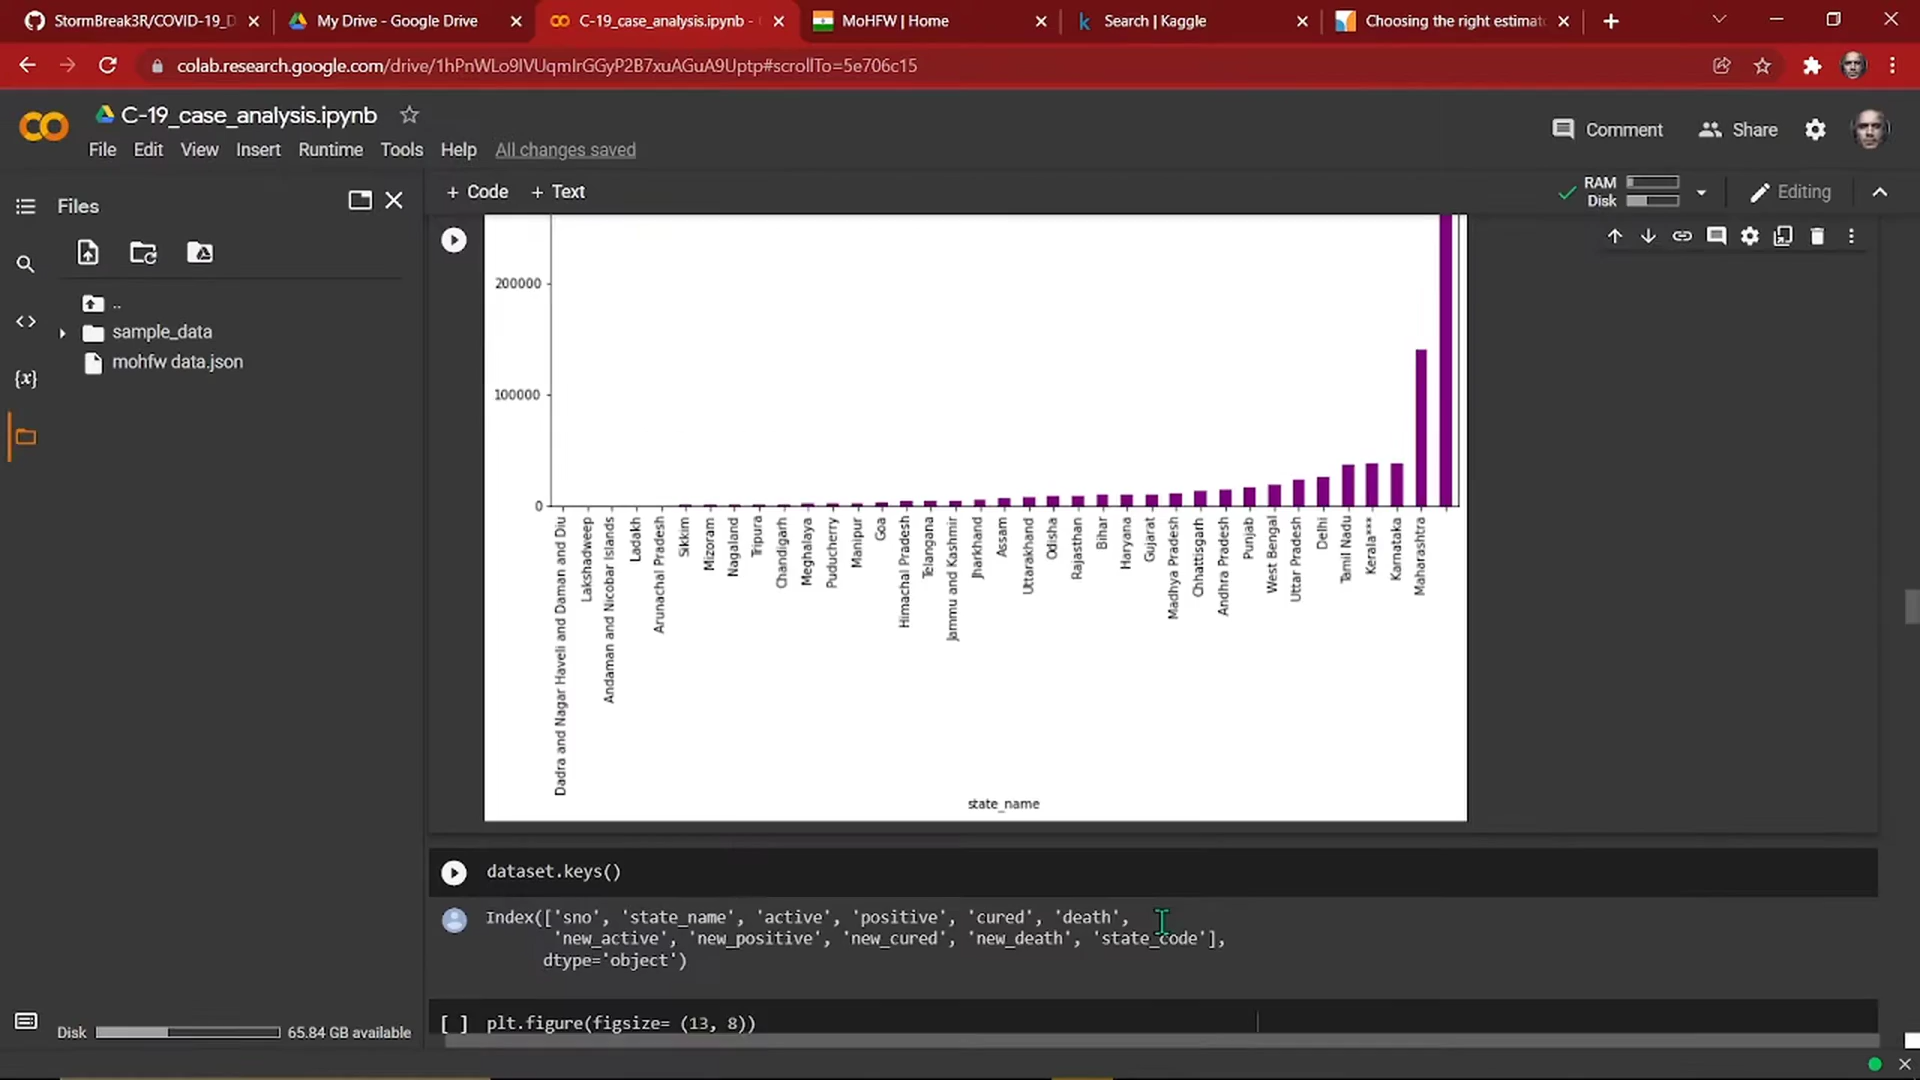 StormBreak3R/COVID-19_D
My Drive - Google Drive
C-19_case_analysis.ipynb -
MoHFW | Home
Search | Kaggle
Choosing the right estimat
colab.research.google.com/drive/1hPnWLo9IVUqmIrGGyP2B7xuAGuA9Uptp#scrollTo=5e706c15
C-19_case_analysis.ipynb
Comment
Share
File Edit View Insert Runtime Tools Help All changes saved
Files
+ Code + Text
RAM
Disk
Editing
..
sample_data
mohfw data.json
200000
100000
0
Dadra and Nagar Haveli and Daman and Diu
Lakshadweep
Andaman and Nicobar Islands
Ladakh
Arunachal Pradesh
Sikkim
Mizoram
Nagaland
Tripura
Chandigarh
Meghalaya
Puducherry
Manipur
Goa
Himachal Pradesh
Telangana
Jammu and Kashmir
Jharkhand
Assam
Uttarakhand
Odisha
Rajasthan
Bihar
Haryana
Gujarat
Madhya Pradesh
Chhattisgarh
Andhra Pradesh
Punjab
West Bengal
Uttar Pradesh
Delhi
Tamil Nadu
Kerala***
Karnataka
Maharashtra
state_name
dataset.keys()
Index(['sno', 'state_name', 'active', 'positive', 'cured', 'death',
'new_active', 'new_positive', 'new_cured', 'new_death', 'state_code'],
dtype='object')
[ ] plt.figure(figsize= (13, 8))
Disk 65.84 GB available